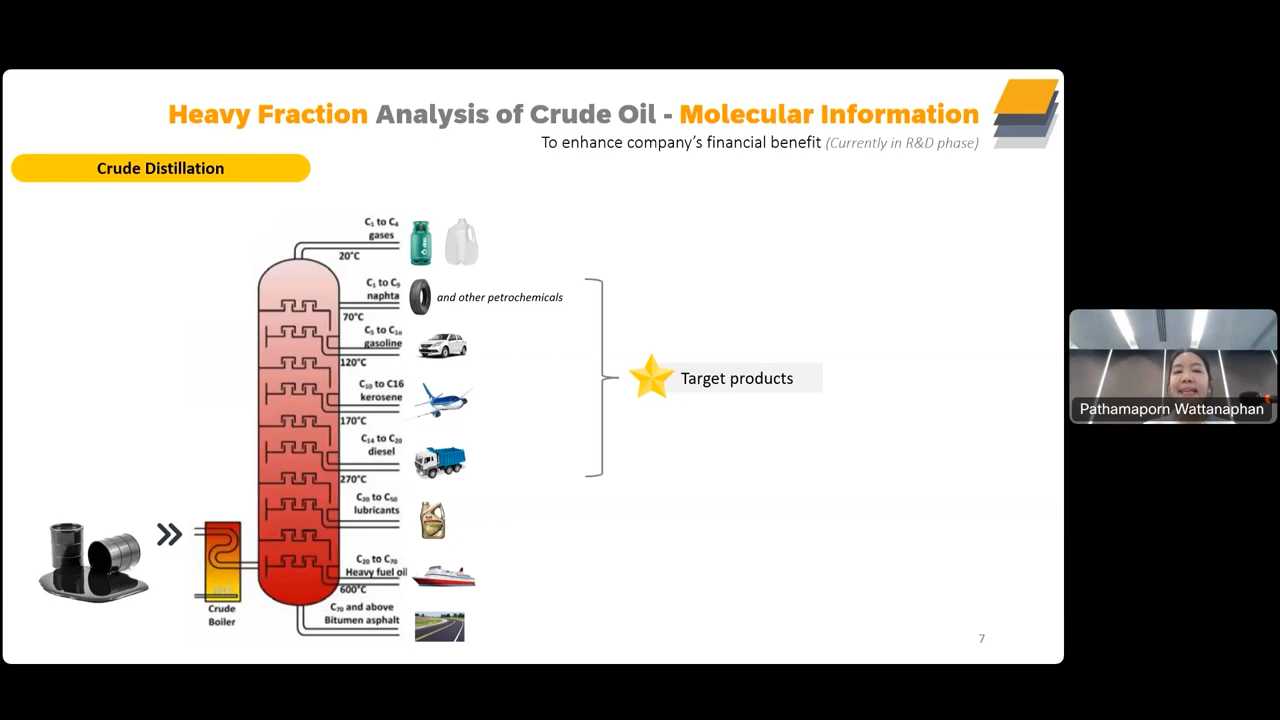 Heavy Fraction Analysis of Crude Oil - Molecular Information
To enhance company's financial benefit (Currently in R&D phase)
Crude Distillation
C₁ to C₄
gases
20°C
C₁ to C₉
naphta
and other petrochemicals
70°C
C₅ to C₁₀
gasoline
120°C
C₁₀ to C16
kerosene
170°C
C₁₄ to C₂₀
diesel
270°C
C₂₀ to C₅₀
lubricants
C₂₀ to C₇₀
Heavy fuel oil
600°C
C₇₀ and above
Bitumen asphalt
Crude
Boiler
Target products
7
Pathamaporn Wattanaphan